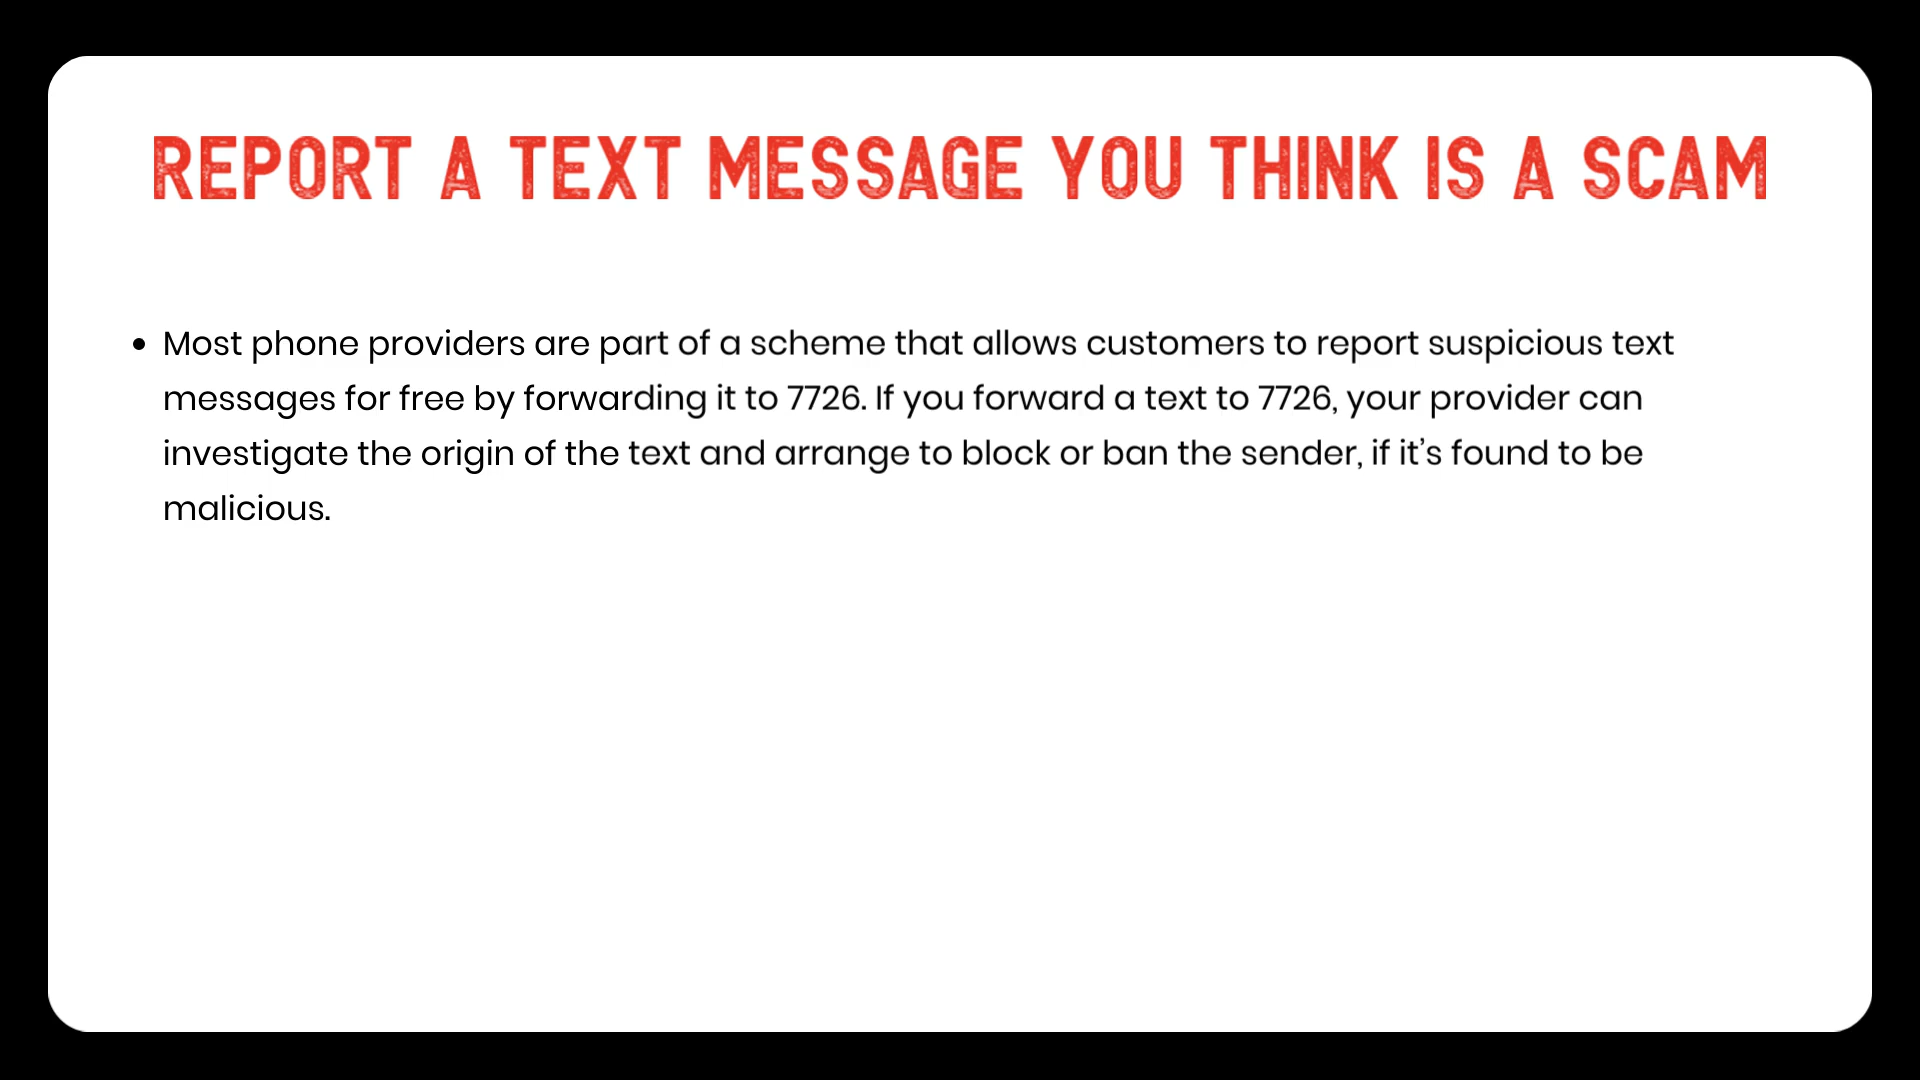 REPORT A TEXT MESSAGE YOU THINK IS A SCAM
• Most phone providers are part of a scheme that allows customers to report suspicious text
messages for free by forwarding it to 7726. If you forward a text to 7726, your provider can
investigate the origin of the text and arrange to block or ban the sender, if it’s found to be
malicious.